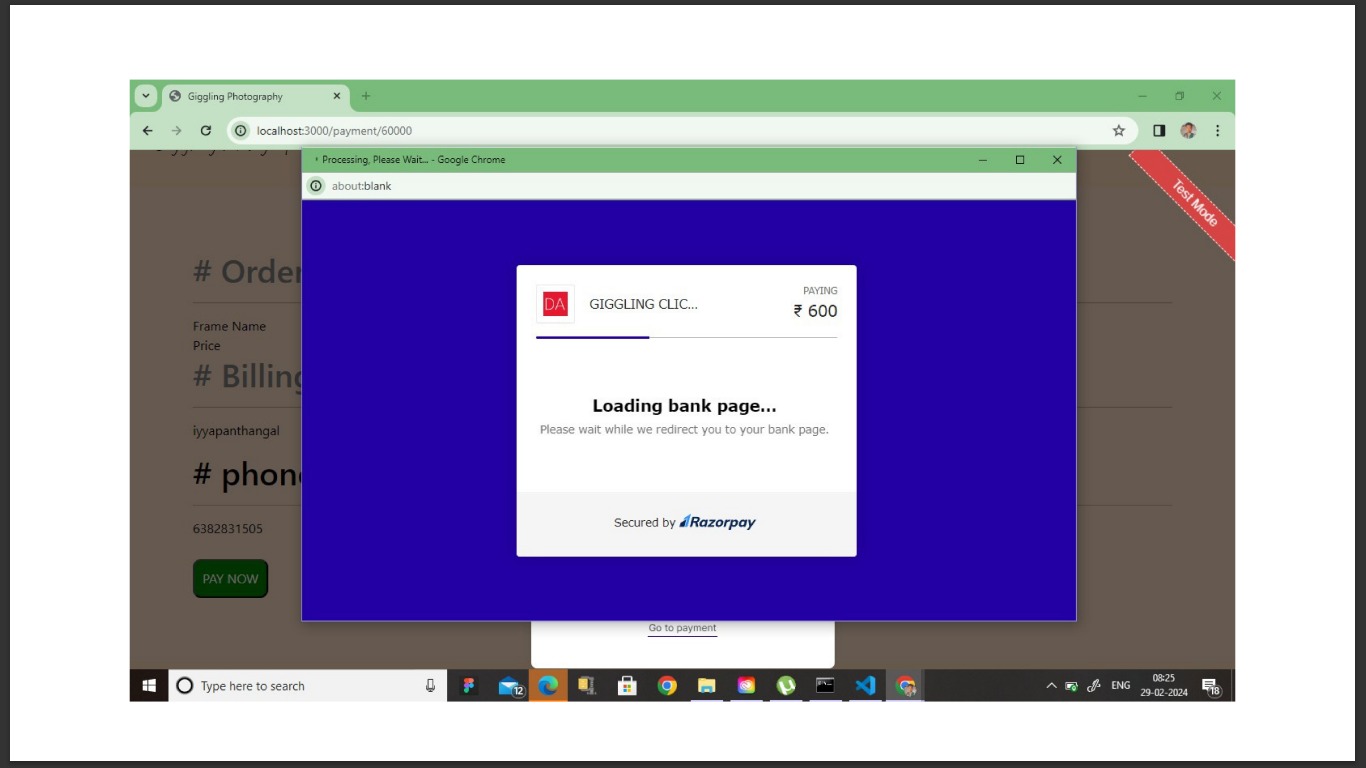 Giggling Photography
localhost:3000/payment/60000
Processing, Please Wait... - Google Chrome
about:blank
Test Mode
# Order
Frame Name
Price
# Billing
iyyapanthangal
# phon
6382831505
PAY NOW
DA
GIGGLING CLIC...
PAYING
₹ 600
Loading bank page...
Please wait while we redirect you to your bank page.
Secured by Razorpay
Go to payment
Type here to search
12
ENG
08:25
29-02-2024
18